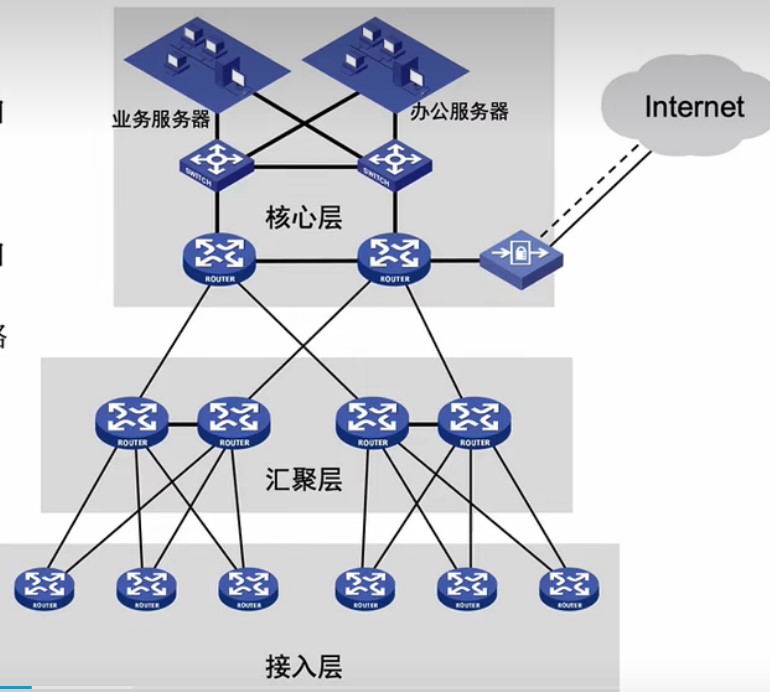 业务服务器
办公服务器
Internet
SWITCH
SWITCH
核心层
ROUTER
ROUTER
ROUTER
ROUTER
ROUTER
ROUTER
汇聚层
ROUTER
ROUTER
ROUTER
ROUTER
ROUTER
ROUTER
接入层